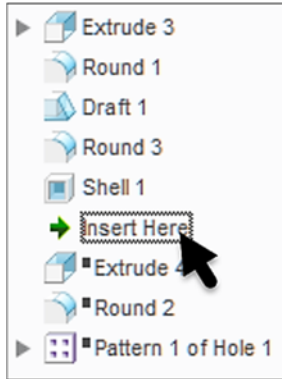 Extrude 3
Round 1
Draft 1
Round 3
Shell 1
Insert Here
Extrude 4
Round 2
Pattern 1 of Hole 1